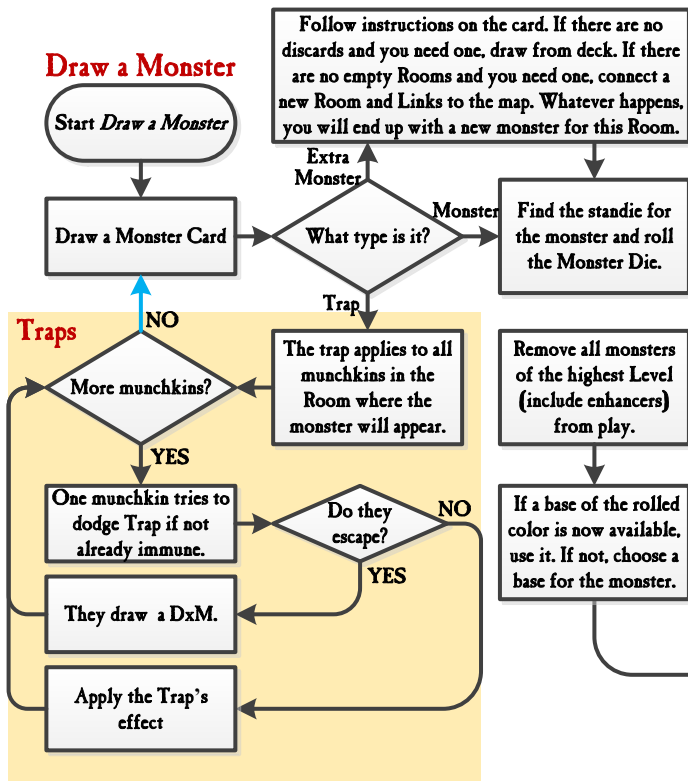 Draw a Monster
Start Draw a Monster
Draw a Monster Card
Follow instructions on the card. If there are no
discards and you need one, draw from deck. If there
are no empty Rooms and you need one, connect a
new Room and Links to the map. Whatever happens,
you will end up with a new monster for this Room.
Extra
Monster
What type is it?
Monster
Find the standie for
the monster and roll
the Monster Die.
Trap
Traps
NO
More munchkins?
The trap applies to all
munchkins in the
Room where the
monster will appear.
YES
One munchkin tries to
dodge Trap if not
already immune.
Do they
escape?
NO
YES
They draw a DxM.
Apply the Trap's
effect
Remove all monsters
of the highest Level
(include enhancers)
from play.
If a base of the rolled
color is now available,
use it. If not, choose a
base for the monster.